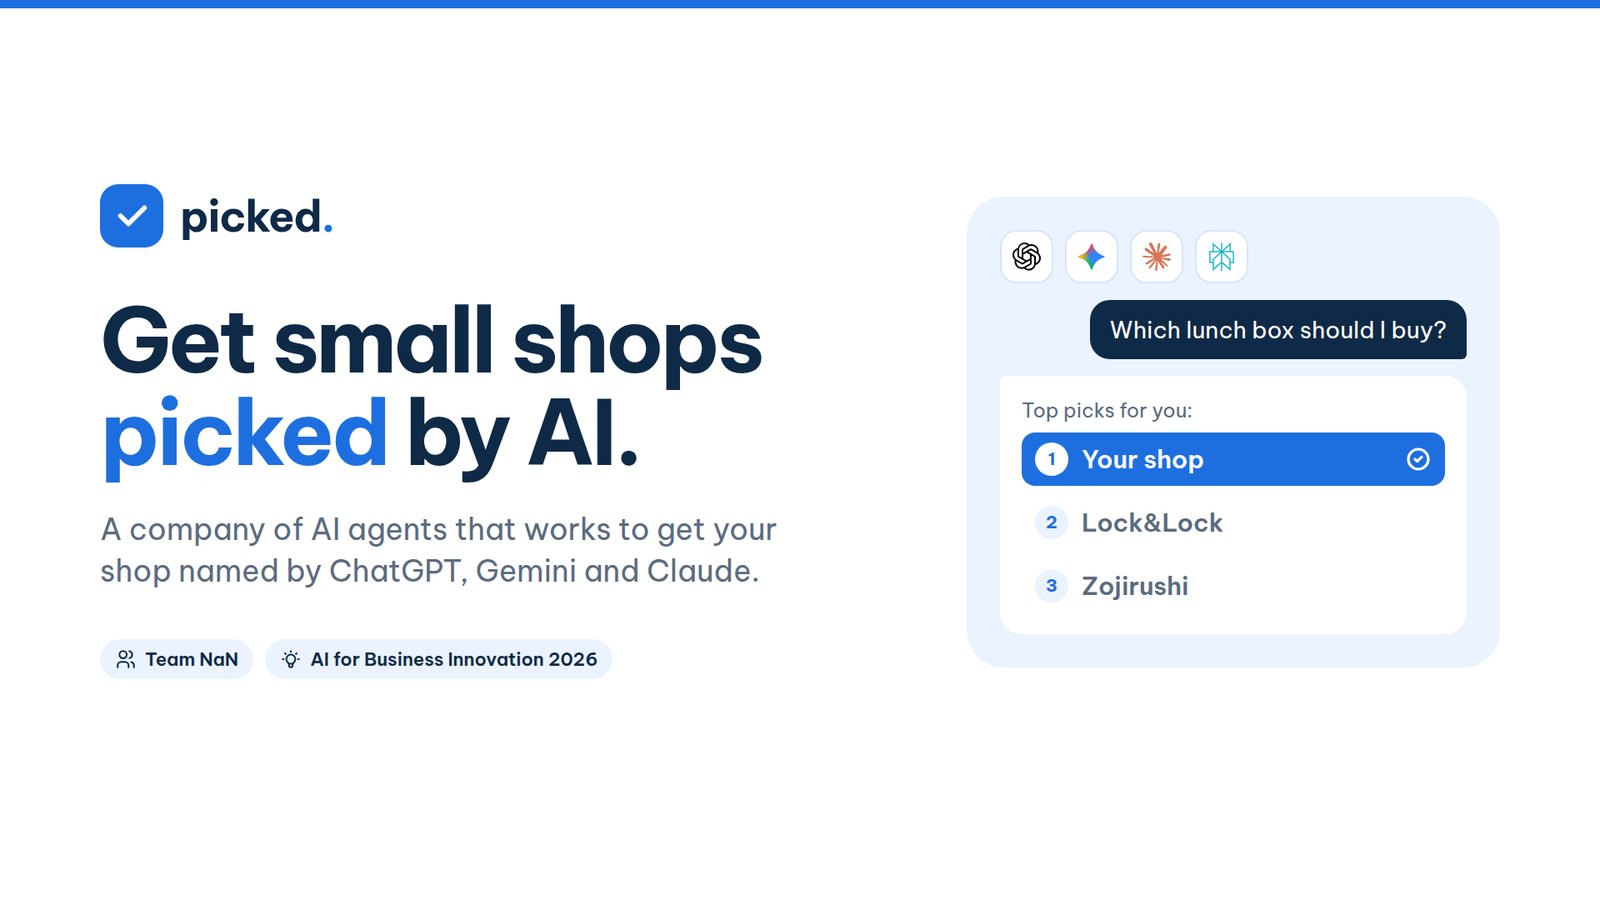 picked.
Get small shops
picked by AI.
A company of AI agents that works to get your
shop named by ChatGPT, Gemini and Claude.
Team NaN
AI for Business Innovation 2026
Which lunch box should I buy?
Top picks for you:
1 Your shop
2 Lock&Lock
3 Zojirushi